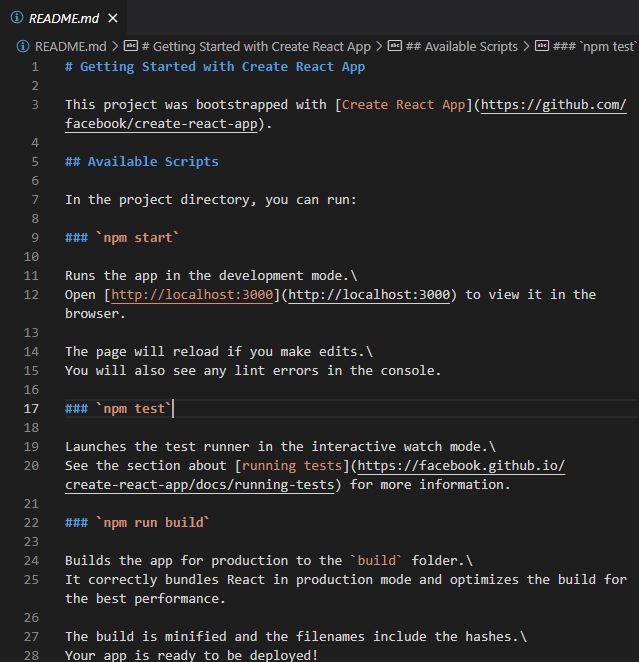 README.md ×
README.md > # Getting Started with Create React App > ## Available Scripts > ### `npm test`
1 # Getting Started with Create React App
2
3 This project was bootstrapped with [Create React App](https://github.com/
facebook/create-react-app).
4
5 ## Available Scripts
6
7 In the project directory, you can run:
8
9 ### `npm start`
10
11 Runs the app in the development mode.\
12 Open [http://localhost:3000](http://localhost:3000) to view it in the
browser.
13
14 The page will reload if you make edits.\
15 You will also see any lint errors in the console.
16
17 ### `npm test`
18
19 Launches the test runner in the interactive watch mode.\
20 See the section about [running tests](https://facebook.github.io/
create-react-app/docs/running-tests) for more information.
21
22 ### `npm run build`
23
24 Builds the app for production to the `build` folder.\
25 It correctly bundles React in production mode and optimizes the build for
the best performance.
26
27 The build is minified and the filenames include the hashes.\
28 Your app is ready to be deployed!